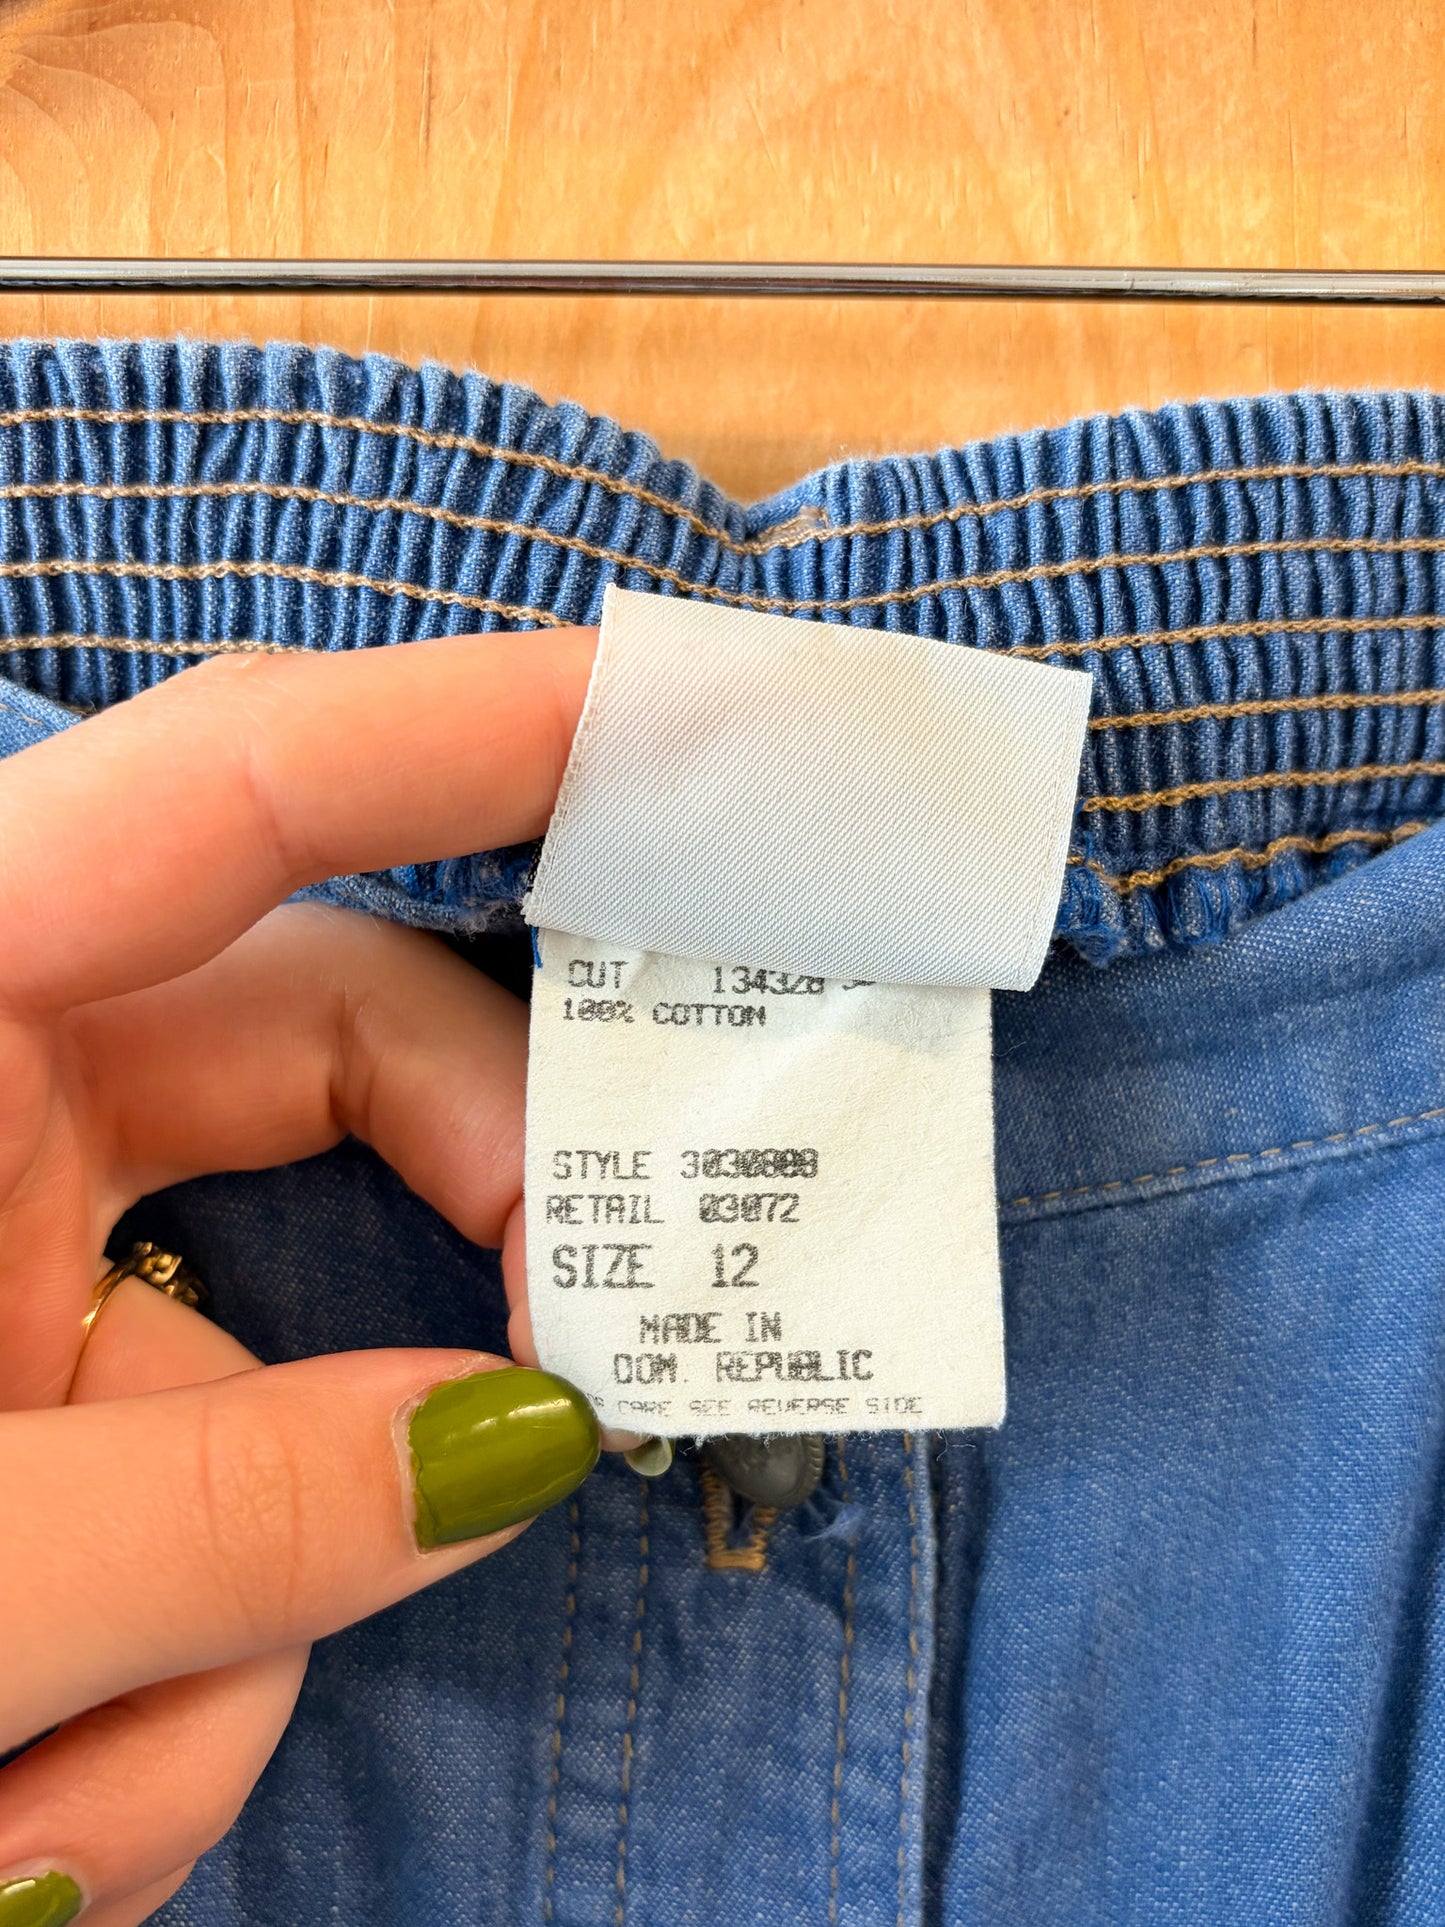 CUT 134328
100% COTTON
STYLE 3030808
RETAIL 03072
SIZE 12
MADE IN
DOM. REPUBLIC
CARE SEE REVERSE SIDE